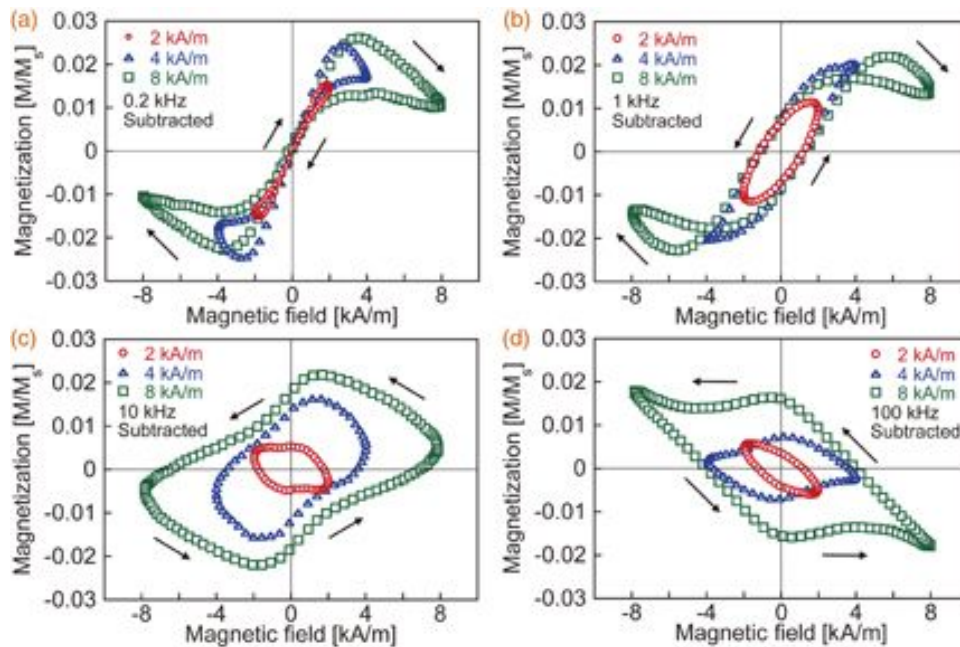 (a)
0.03
0.02
0.01
0
-0.01
-0.02
0.03
Magnetization [M/M_s]
2 kA/m
4 kA/m
8 kA/m
0.2 kHz
Subtracted
-8 -4 0 4 8
Magnetic field [kA/m]
(b)
0.03
0.02
0.01
0
-0.01
-0.02
0.03
Magnetization [M/M_s]
2 kA/m
4 kA/m
8 kA/m
1 kHz
Subtracted
-8 -4 0 4 8
Magnetic field [kA/m]
(c)
0.03
0.02
0.01
0
-0.01
-0.02
-0.03
Magnetization [M/M_s]
2 kA/m
4 kA/m
8 kA/m
10 kHz
Subtracted
-8 -4 0 4 8
Magnetic field [kA/m]
(d)
0.03
0.02
0.01
0
-0.01
-0.02
-0.03
Magnetization [M/M_s]
2 kA/m
4 kA/m
8 kA/m
100 kHz
Subtracted
-8 -4 0 4 8
Magnetic field [kA/m]